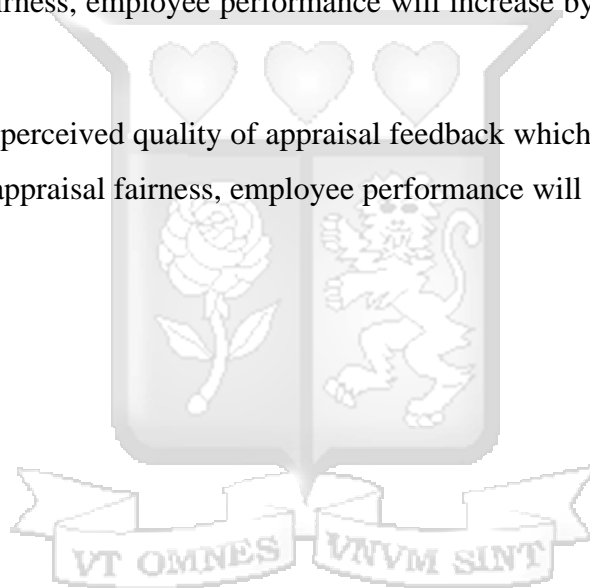 irness, employee performance will increase by
perceived quality of appraisal feedback which
appraisal fairness, employee performance will
VT OMNES VNVM SINT